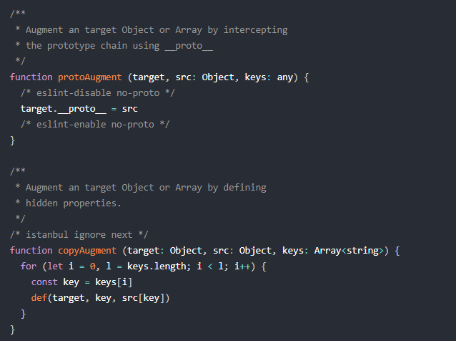 /**
 * Augment an target Object or Array by intercepting
 * the prototype chain using __proto__
 */
function protoAugment (target, src: Object, keys: any) {
  /* eslint-disable no-proto */
  target.__proto__ = src
  /* eslint-enable no-proto */
}
/**
 * Augment an target Object or Array by defining
 * hidden properties.
 */
/* istanbul ignore next */
function copyAugment (target: Object, src: Object, keys: Array<string>) {
  for (let i = 0, l = keys.length; i < l; i++) {
    const key = keys[i]
    def(target, key, src[key])
  }
}